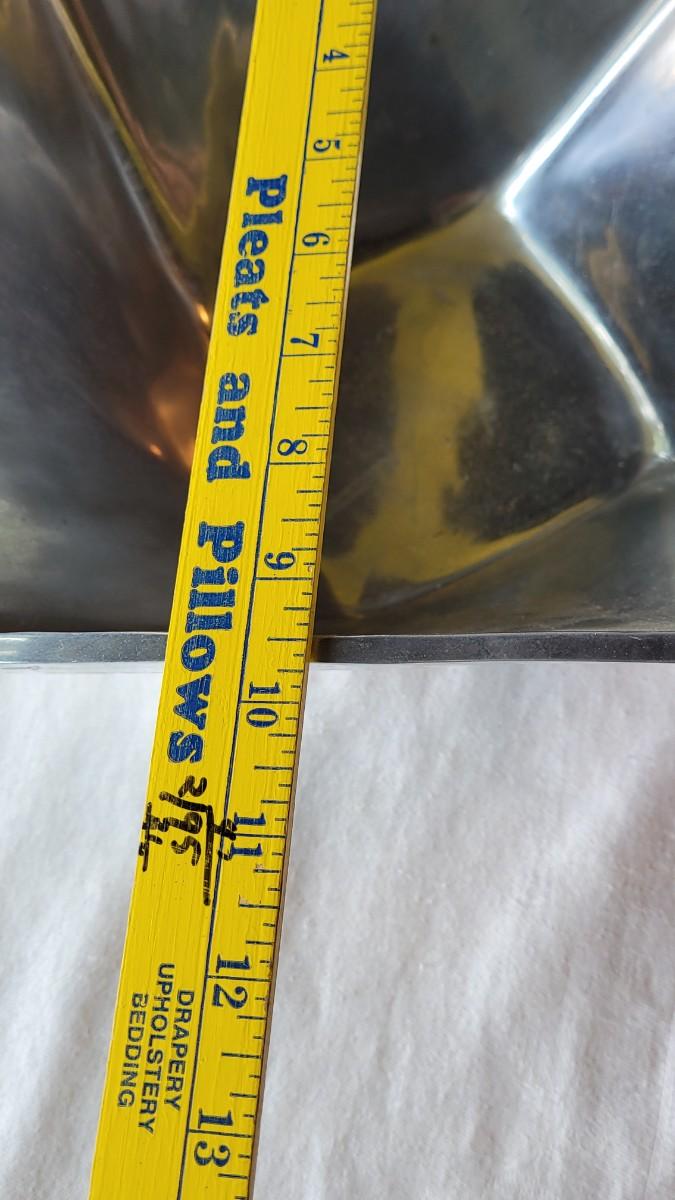 4
5
6
7
8
9
10
11
12
13
Pleats and Pillows
DRAPERY
UPHOLSTERY
BEDDING